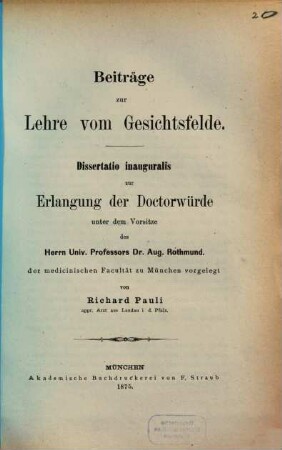 20
Beiträge
zur
Lehre vom Gesichtsfelde.
Dissertatio inauguralis
zur
Erlangung der Doctorwürde
unter dem Vorsitze
des
Herrn Univ. Professors Dr. Aug. Rothmund.
der medicinischen Facultät zu München vorgelegt
von
Richard Pauli
appr. Arzt aus Landau i. d. Pfalz.
MÜNCHEN
Akademische Buchdruckerei von F. Straub
1875.